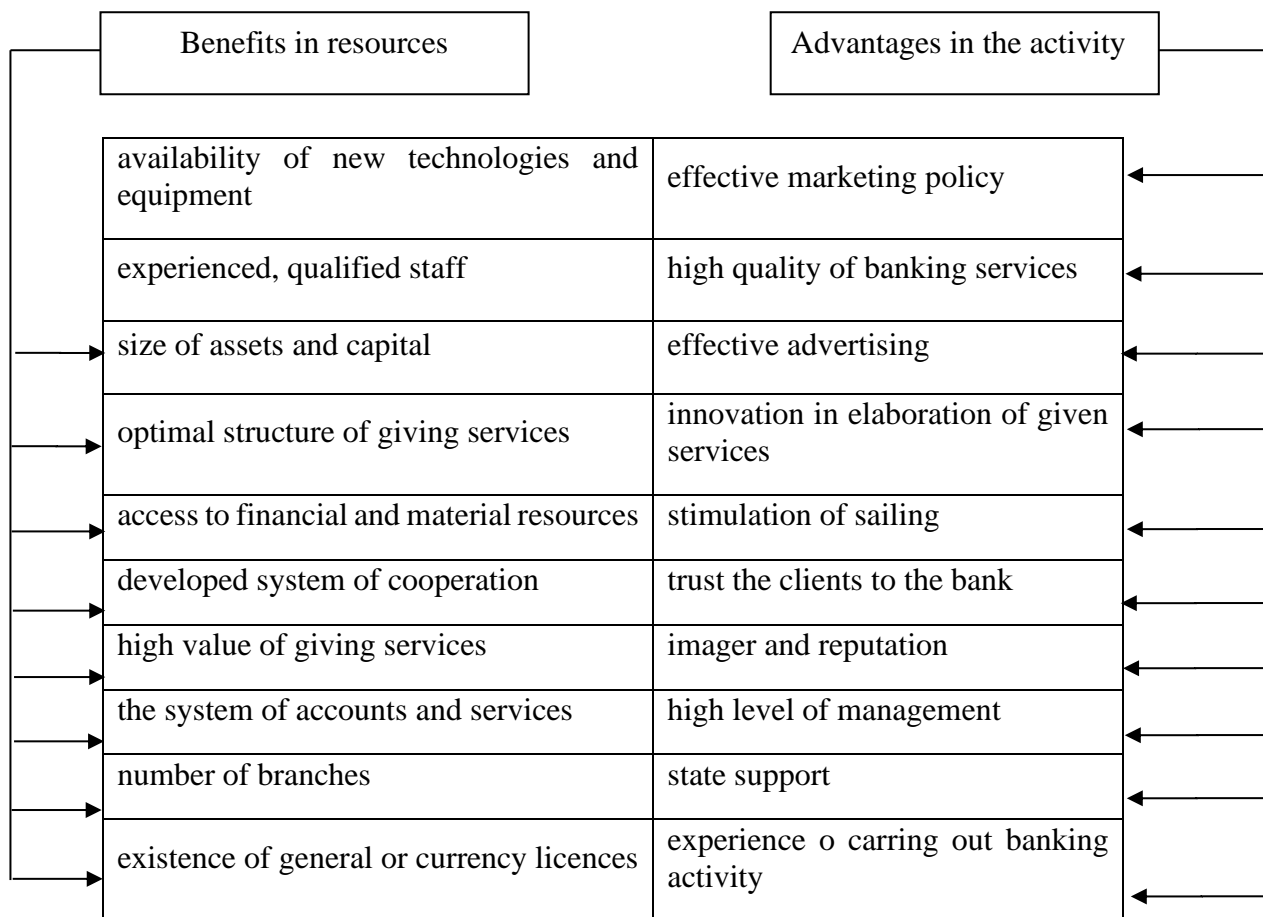 Benefits in resources
Advantages in the activity
availability of new technologies and
equipment
effective marketing policy
experienced, qualified staff
high quality of banking services
size of assets and capital
effective advertising
optimal structure of giving services
innovation in elaboration of given
services
access to financial and material resources
stimulation of sailing
developed system of cooperation
trust the clients to the bank
high value of giving services
imager and reputation
the system of accounts and services
high level of management
number of branches
state support
existence of general or currency licences
experience o carring out banking
activity